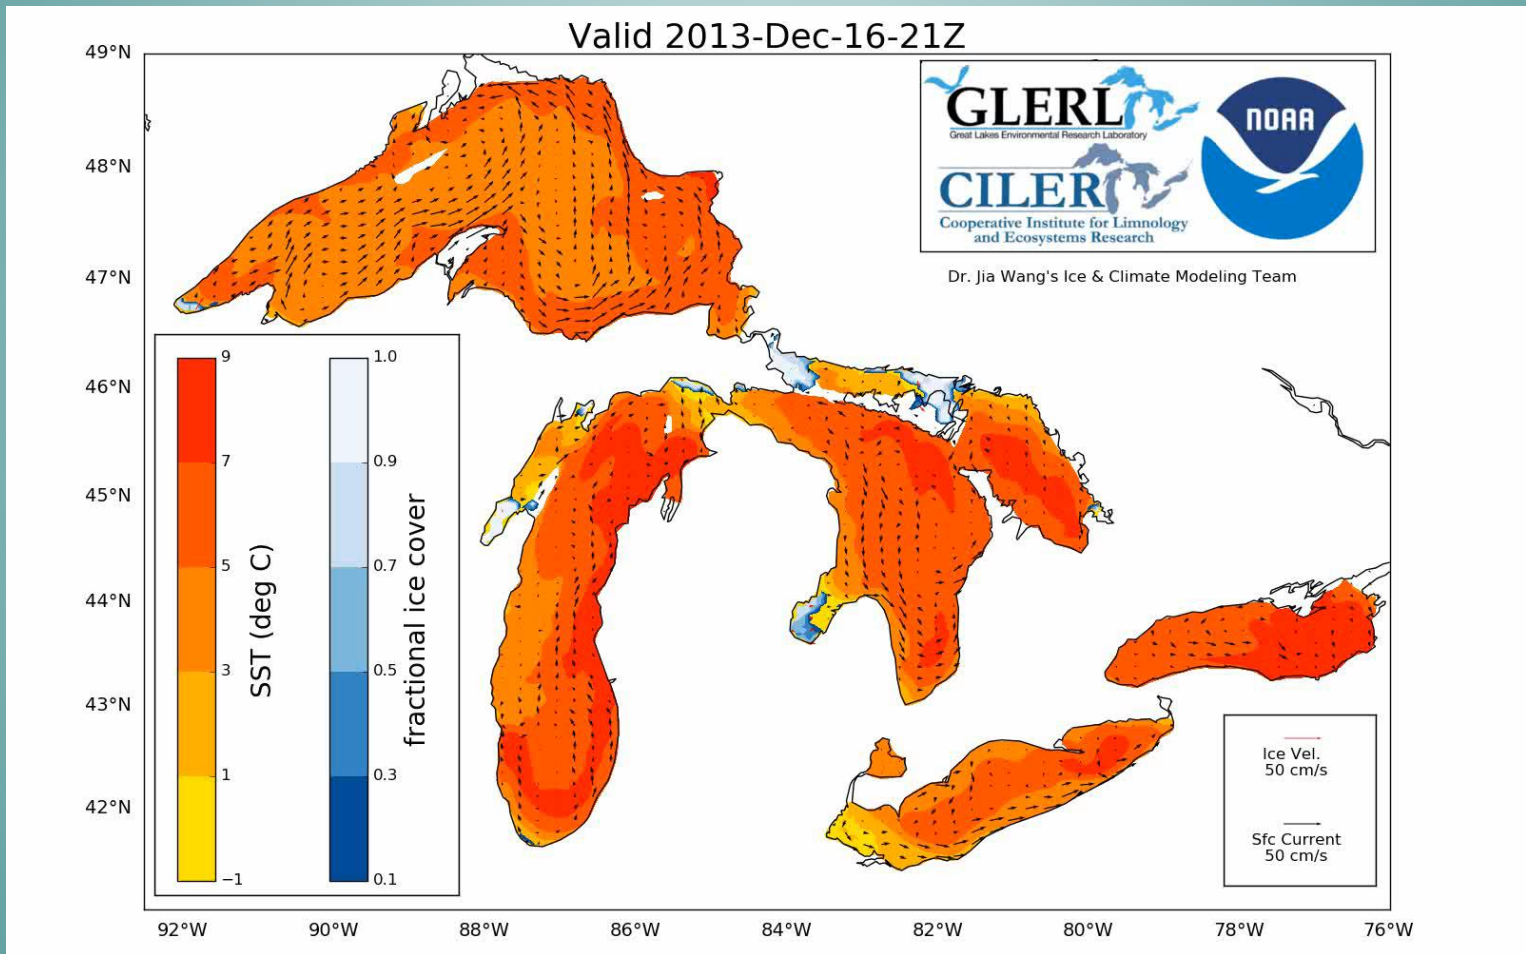 Valid 2013-Dec-16-21Z
49°N
48°N
47°N
46°N
45°N
44°N
43°N
42°N
92°W
90°W
88°W
86°W
84°W
82°W
80°W
78°W
76°W
GLERL
Great Lakes Environmental Research Laboratory
CILER
Cooperative Institute for Limnology
and Ecosystems Research
NOAA
Dr. Jia Wang's Ice & Climate Modeling Team
9
7
5
3
1
−1
SST (deg C)
1.0
0.9
0.7
0.5
0.3
0.1
fractional ice cover
Ice Vel.
50 cm/s
Sfc Current
50 cm/s